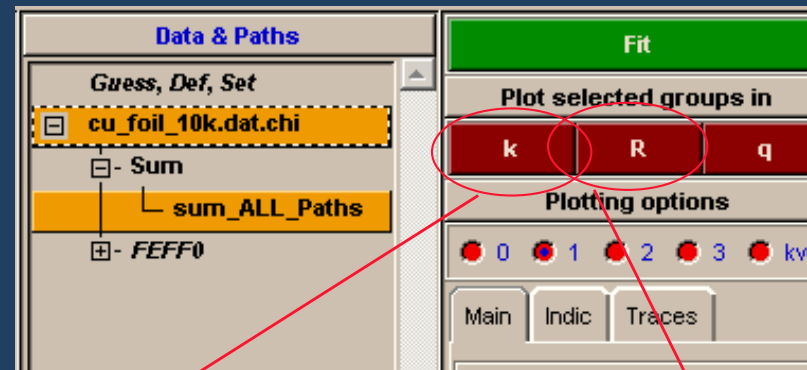 Data & Paths
Guess, Def, Set
cu_foil_10k.dat.chi
Sum
sum_ALL_Paths
FEFF0
Fit
Plot selected groups in
k R q
Plotting options
0 1 2 3 kw
Main Indic Traces